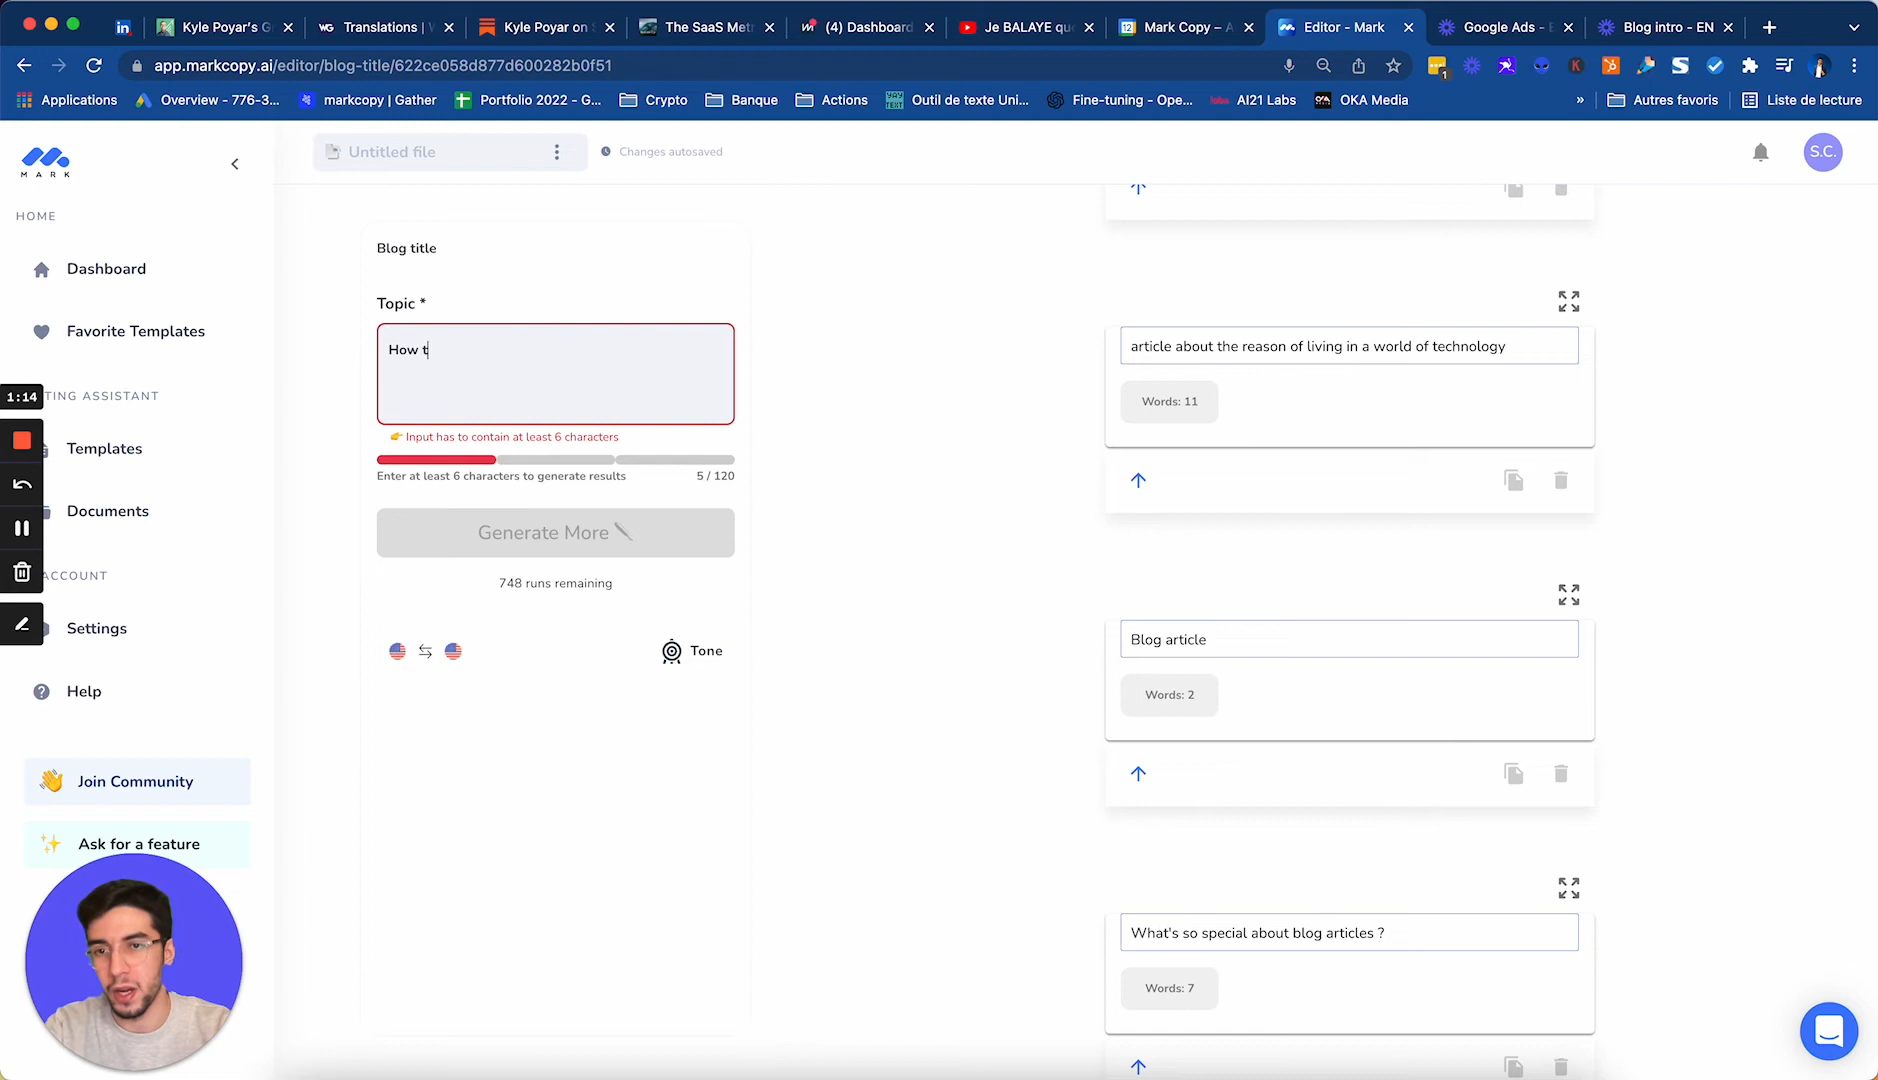 Kyle Poyar's G
Translations | V
Kyle Poyar on S
The SaaS Met
(4) Dashboard
Je BALAYE qu
Mark Copy – A
Editor - Mark
Google Ads - E
Blog intro - EN
app.markcopy.ai/editor/blog-title/622ce058d877d600282b0f51
Applications
Overview - 776-3...
markcopy | Gather
Portfolio 2022 - G...
Crypto
Banque
Actions
Outil de texte Uni...
Fine-tuning - Ope...
AI21 Labs
OKA Media
»
Autres favoris
Liste de lecture
MARK
Untitled file
Changes autosaved
S.C.
HOME
Dashboard
Favorite Templates
TING ASSISTANT
1:14
Templates
Documents
ACCOUNT
Settings
Help
Join Community
Ask for a feature
Blog title
Topic *
How t
Input has to contain at least 6 characters
Enter at least 6 characters to generate results
5 / 120
Generate More
748 runs remaining
Tone
article about the reason of living in a world of technology
Words: 11
Blog article
Words: 2
What's so special about blog articles ?
Words: 7